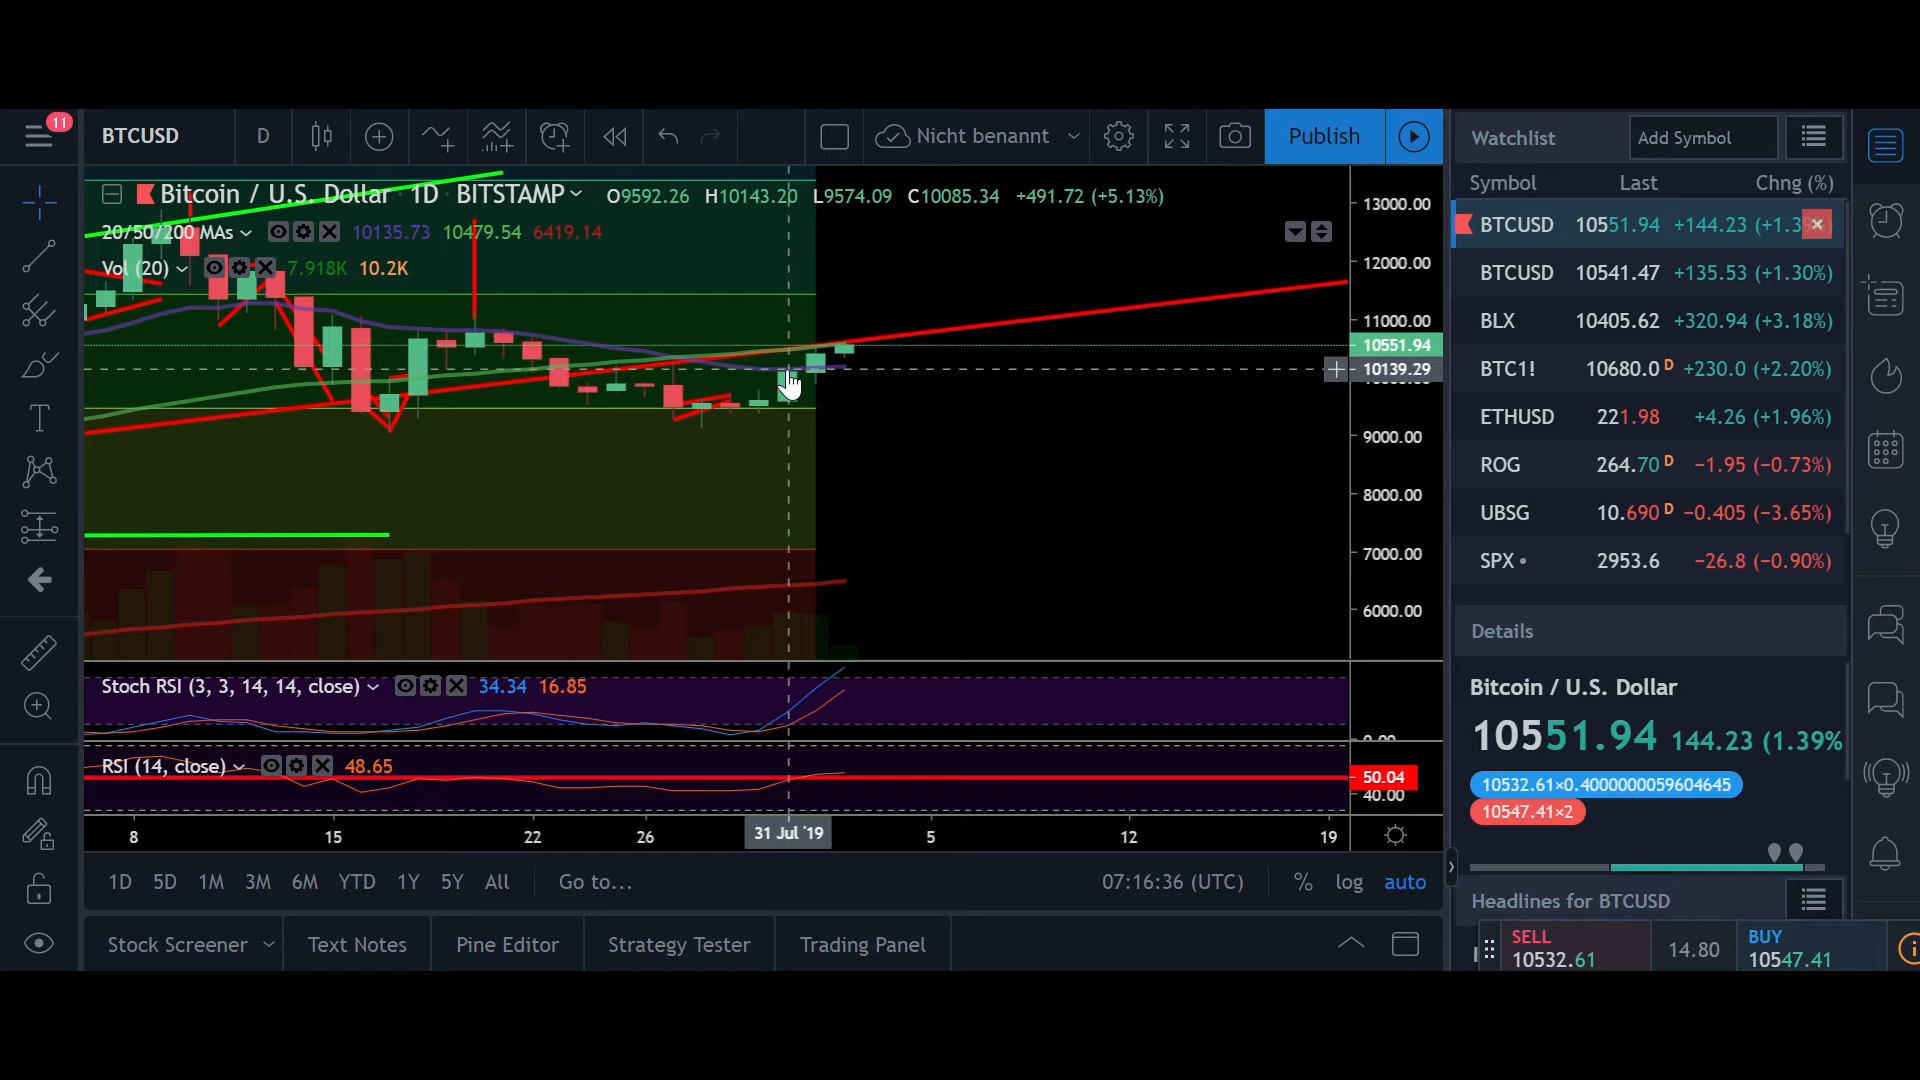 11
BTCUSD
D
Nicht benannt
Publish
Bitcoin / U.S. Dollar 1D BITSTAMP O9592.26 H10143.20 L9574.09 C10085.34 +491.72 (+5.13%)
20/50/200 MAs 10135.73 10479.54 6419.14
Vol (20) 7.918K 10.2K
13000.00
12000.00
11000.00
10551.94
10139.29
9000.00
8000.00
7000.00
6000.00
Stoch RSI (3, 3, 14, 14, close) 34.34 16.85
RSI (14, close) 48.65
50.04
40.00
8 15 22 26 31 Jul '19 5 12 19
1D 5D 1M 3M 6M YTD 1Y 5Y All Go to... 07:16:36 (UTC) % log auto
Stock Screener Text Notes Pine Editor Strategy Tester Trading Panel
Watchlist Add Symbol
Symbol Last Chng (%)
BTCUSD 10551.94 +144.23
BTCUSD 10541.47 +135.53 (+1.30%)
BLX 10405.62 +320.94 (+3.18%)
BTC1! 10680.0 D +230.0 (+2.20%)
ETHUSD 221.98 +4.26 (+1.96%)
ROG 264.70 D −1.95 (−0.73%)
UBSG 10.690 D −0.405 (−3.65%)
SPX 2953.6 −26.8 (−0.90%)
Details
Bitcoin / U.S. Dollar
10551.94 144.23 (1.39%
10532.61×0.4000000059604645
10547.41×2
Headlines for BTCUSD
SELL
10532.61
14.80
BUY
10547.41